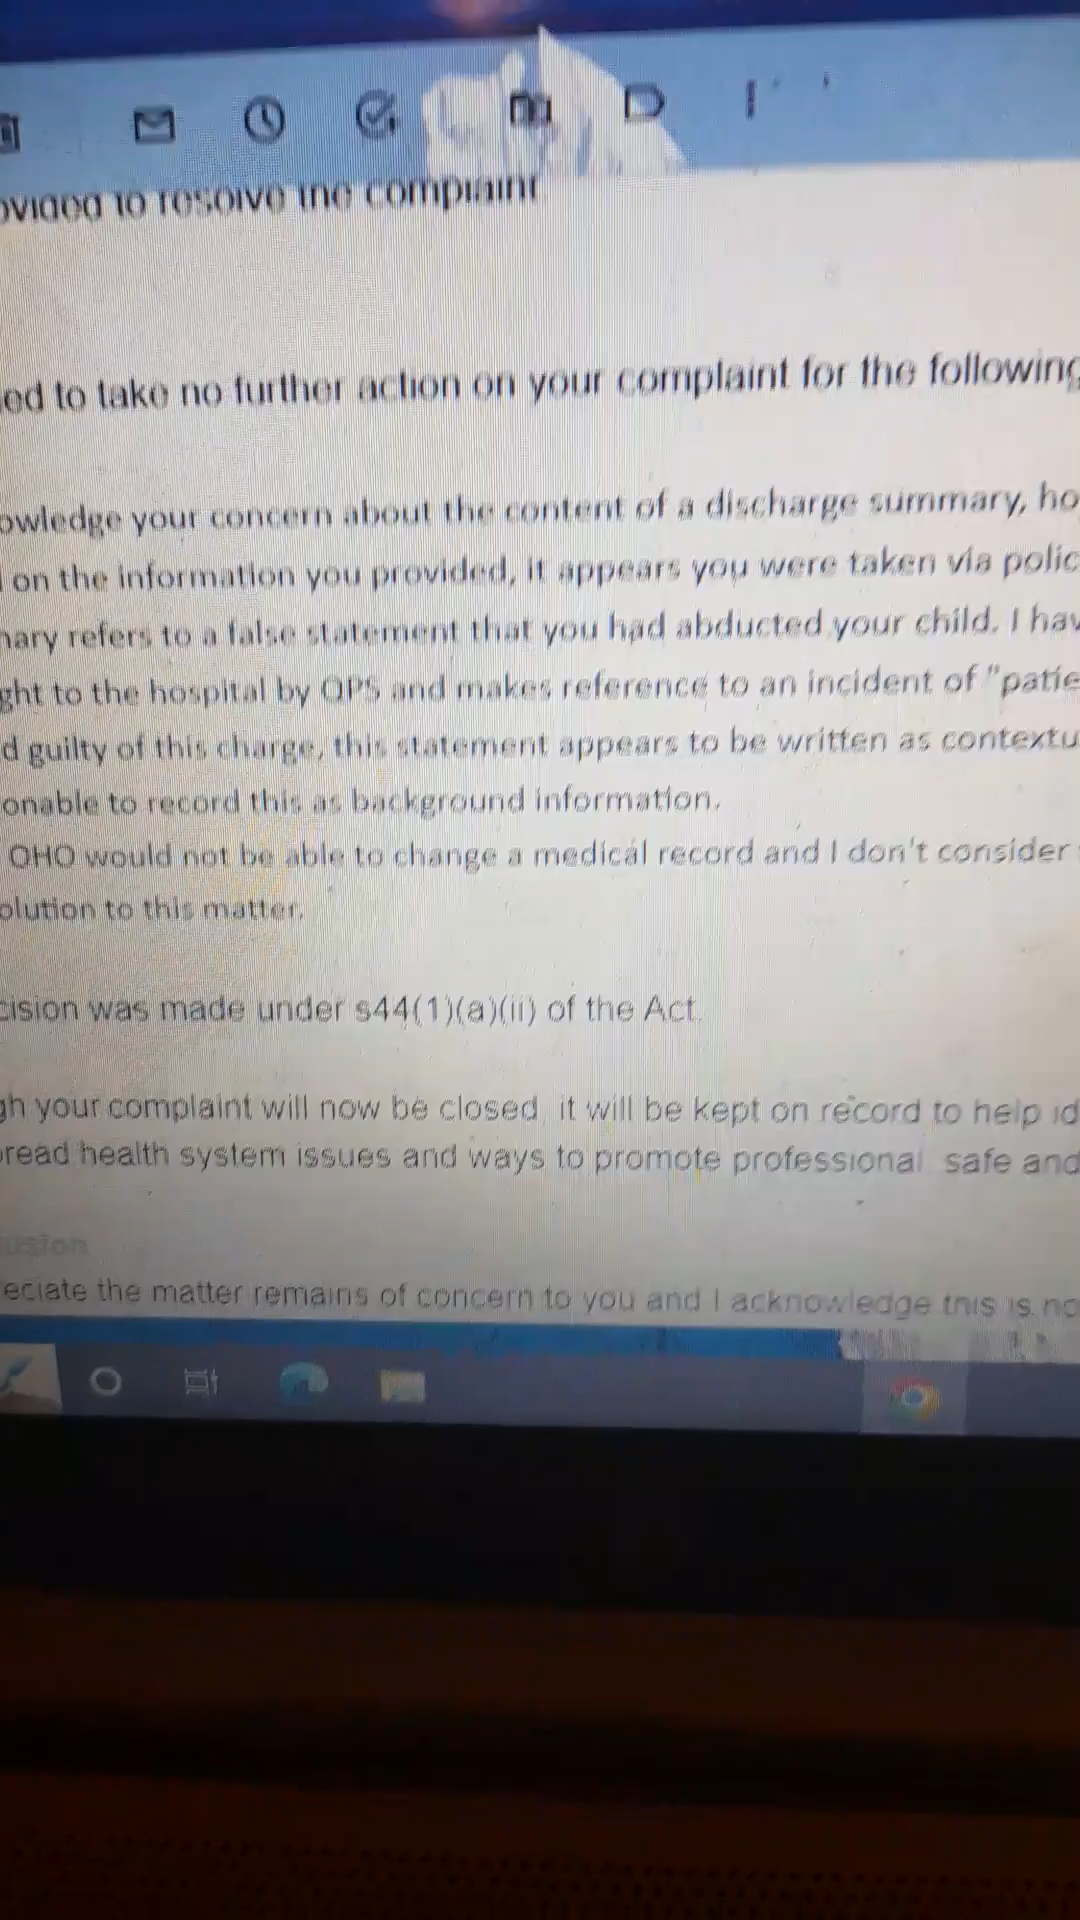 ovided to resolve the complaint
ed to take no further action on your complaint for the following
owledge your concern about the content of a discharge summary, ho
on the information you provided, it appears you were taken via polic
mary refers to a false statement that you had abducted your child. I hav
ght to the hospital by QPS and makes reference to an incident of "patie
d guilty of this charge, this statement appears to be written as contextu
onable to record this as background information.
OHO would not be able to change a medical record and I don't consider
olution to this matter.
cision was made under s44(1)(a)(ii) of the Act.
gh your complaint will now be closed, it will be kept on record to help id
pread health system issues and ways to promote professional, safe and
usion
eciate the matter remains of concern to you and I acknowledge this is no